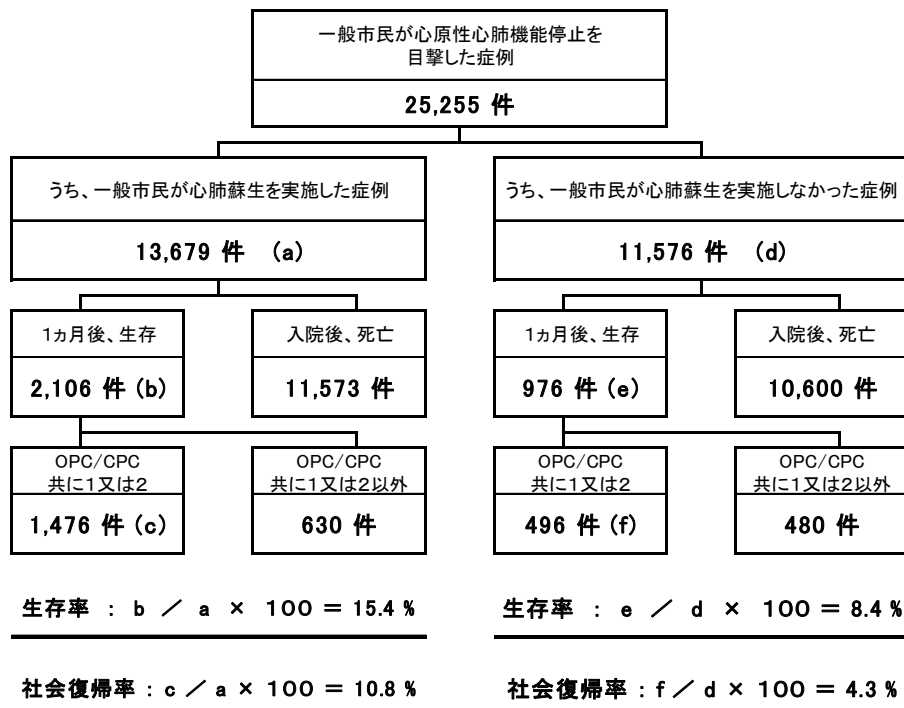 一般市民が心原性心肺機能停止を
目撃した症例
25,255 件
うち、一般市民が心肺蘇生を実施した症例
13,679 件 (a)
うち、一般市民が心肺蘇生を実施しなかった症例
11,576 件 (d)
1ヵ月後、生存
2,106 件 (b)
入院後、死亡
11,573 件
1ヵ月後、生存
976 件 (e)
入院後、死亡
10,600 件
OPC/CPC
共に1又は2
1,476 件 (c)
OPC/CPC
共に1又は2以外
630 件
OPC/CPC
共に1又は2
496 件 (f)
OPC/CPC
共に1又は2以外
480 件
生存率 : b / a × 100 = 15.4 %
生存率 : e / d × 100 = 8.4 %
社会復帰率 : c / a × 100 = 10.8 %
社会復帰率 : f / d × 100 = 4.3 %